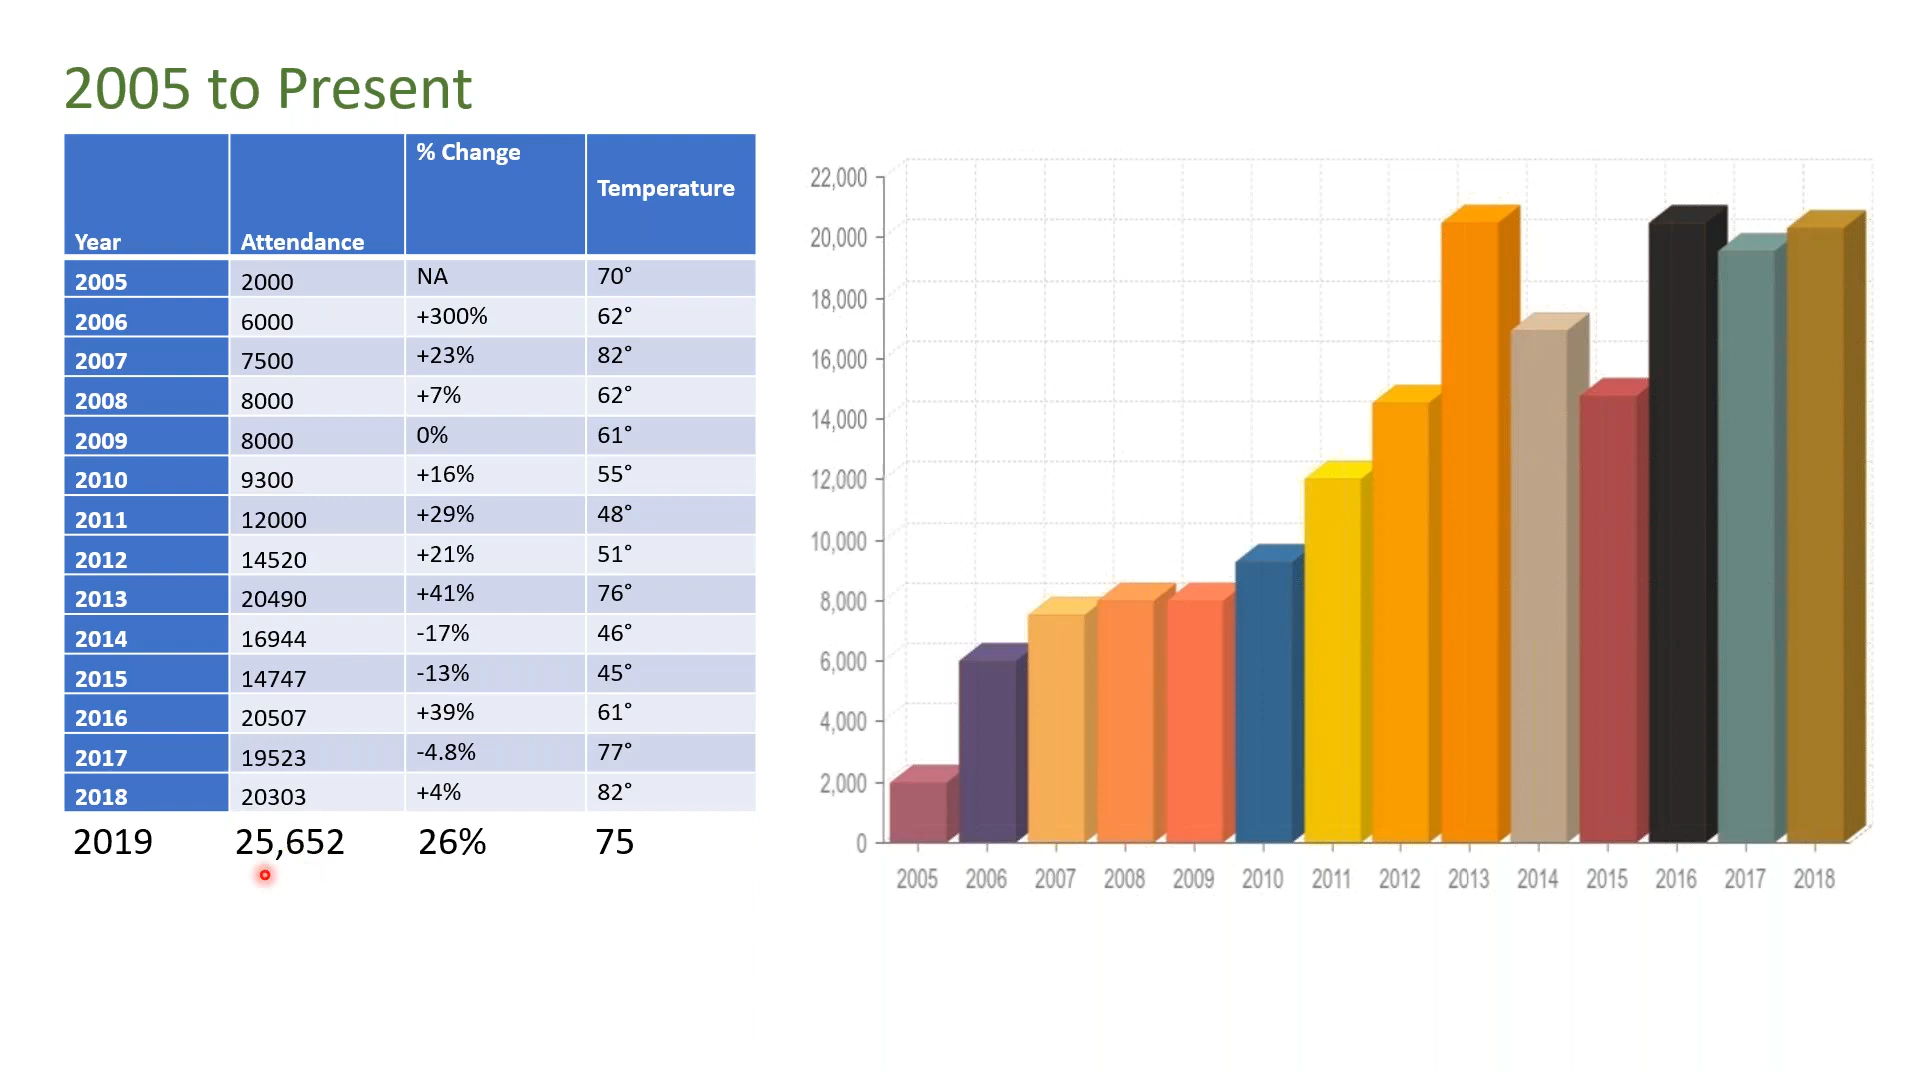 2005 to Present
Year Attendance % Change Temperature
2005 2000 NA 70°
2006 6000 +300% 62°
2007 7500 +23% 82°
2008 8000 +7% 62°
2009 8000 0% 61°
2010 9300 +16% 55°
2011 12000 +29% 48°
2012 14520 +21% 51°
2013 20490 +41% 76°
2014 16944 -17% 46°
2015 14747 -13% 45°
2016 20507 +39% 61°
2017 19523 -4.8% 77°
2018 20303 +4% 82°
2019 25,652 26% 75
22,000
20,000
18,000
16,000
14,000
12,000
10,000
8,000
6,000
4,000
2,000
0
2005 2006 2007 2008 2009 2010 2011 2012 2013 2014 2015 2016 2017 2018